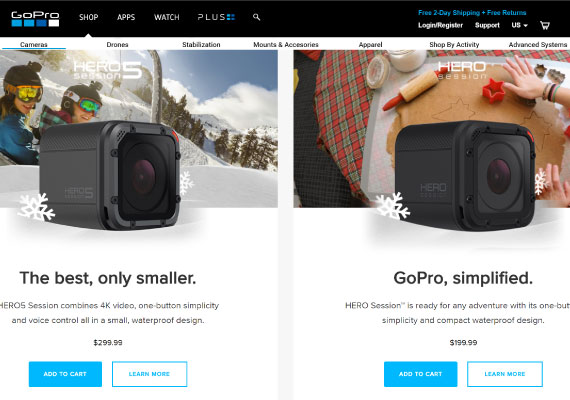 GoPro
SHOP APPS WATCH PLUS
Free 2-Day Shipping + Free Returns
Login/Register Support US
Cameras Drones Stabilization Mounts & Accesories Apparel Shop By Activity Advanced Systems
HERO5
session
HERO
session
HERO5
SESSION
HERO
SESSION
The best, only smaller.
HERO5 Session combines 4K video, one-button simplicity
and voice control all in a small, waterproof design.
$299.99
ADD TO CART LEARN MORE
GoPro, simplified.
HERO Session™ is ready for any adventure with its one-but
simplicity and compact waterproof design.
$199.99
ADD TO CART LEARN MORE